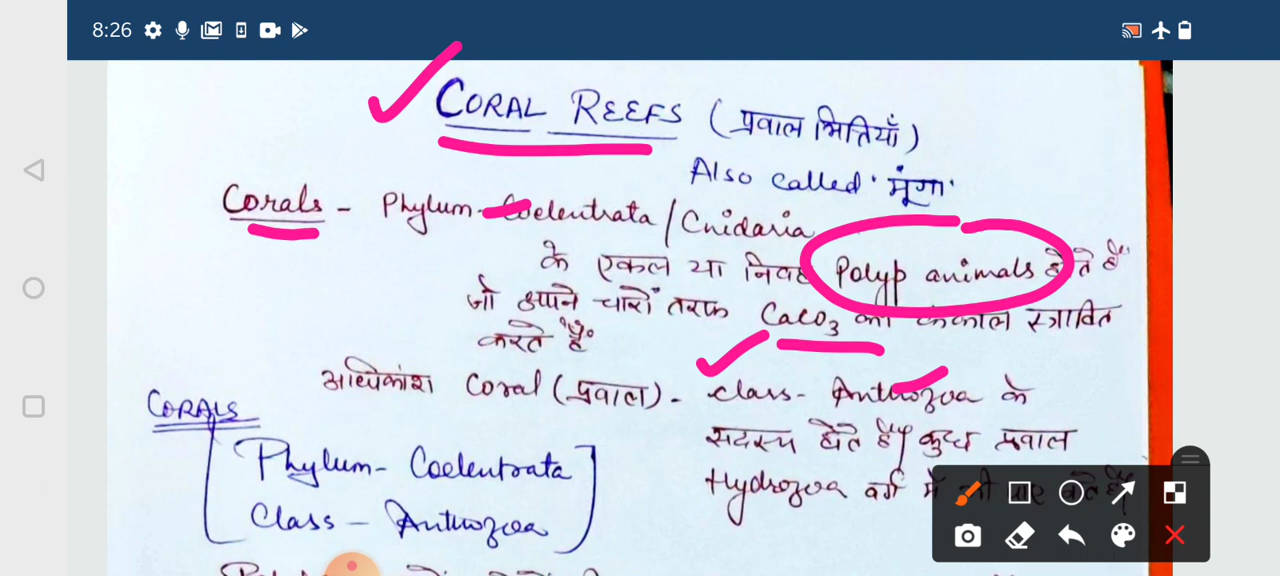 8:26
CORAL REEFS (प्रवाल भित्तियाँ)
Also called 'मूंगा'
Corals - Phylum - Coelentrata / Cnidaria
के एकल या निवह Polyp animals होते हैं
जो अपने चारों तरफ CaCO3 का कंकाल स्त्रावित
करते हैं
अधिकांश Coral (प्रवाल) - Class - Anthozoa के
सदस्य होते हैं कुछ प्रवाल
Hydrozoa वर्ग में
CORALS
Phylum - Coelentrata
Class - Anthozoa